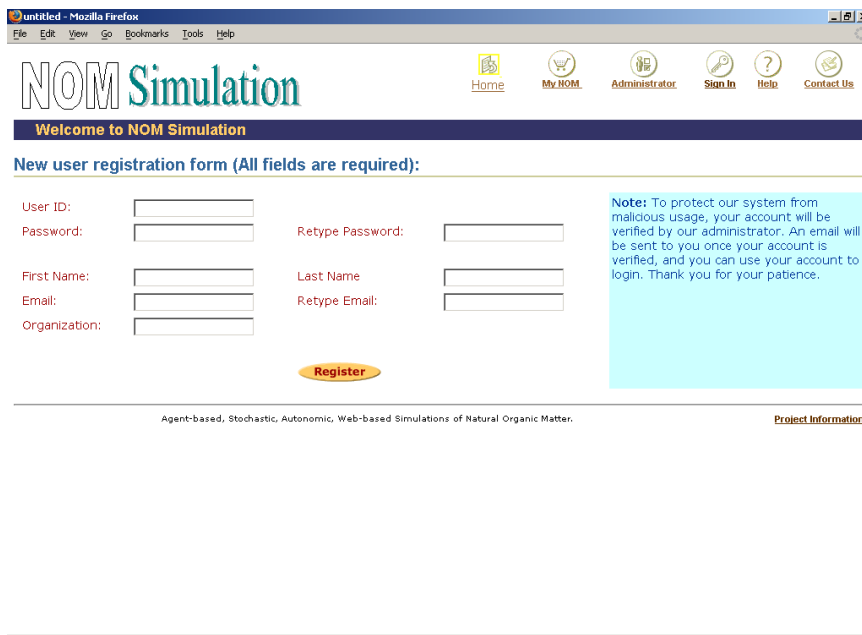 untitled - Mozilla Firefox
File Edit View Go Bookmarks Tools Help
NOM Simulation
Home My NOM Administrator Sign In Help Contact Us
Welcome to NOM Simulation
New user registration form (All fields are required):
User ID:
Password: Retype Password:
First Name: Last Name
Email: Retype Email:
Organization:
Register
Note: To protect our system from
malicious usage, your account will be
verified by our administrator. An email will
be sent to you once your account is
verified, and you can use your account to
login. Thank you for your patience.
Agent-based, Stochastic, Autonomic, Web-based Simulations of Natural Organic Matter.
Project Information